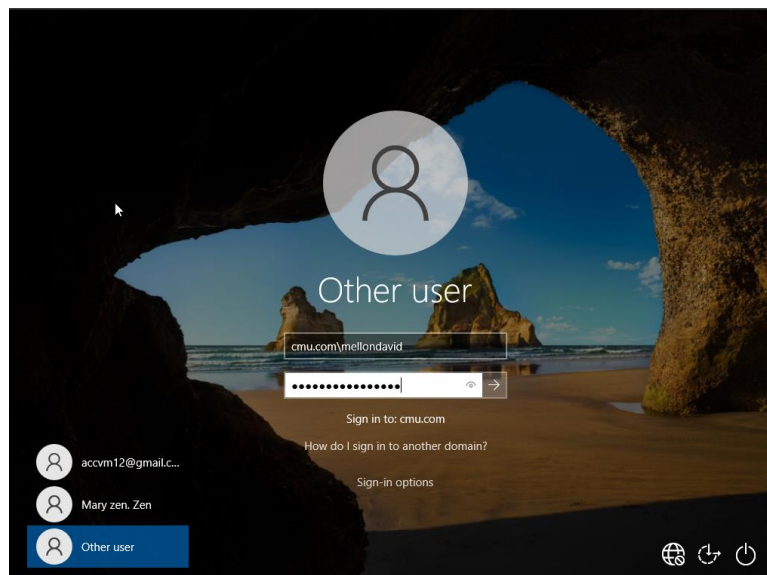 Other user
cmu.com\mellondavid
••••••••••••••••
Sign in to: cmu.com
How do I sign in to another domain?
Sign-in options
accvm12@gmail.c...
Mary zen. Zen
Other user